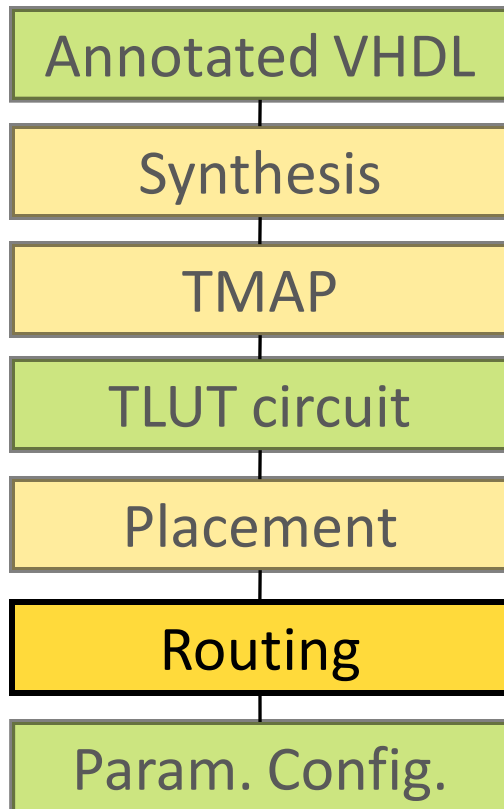 Annotated VHDL
Synthesis
TMAP
TLUT circuit
Placement
Routing
Param. Config.